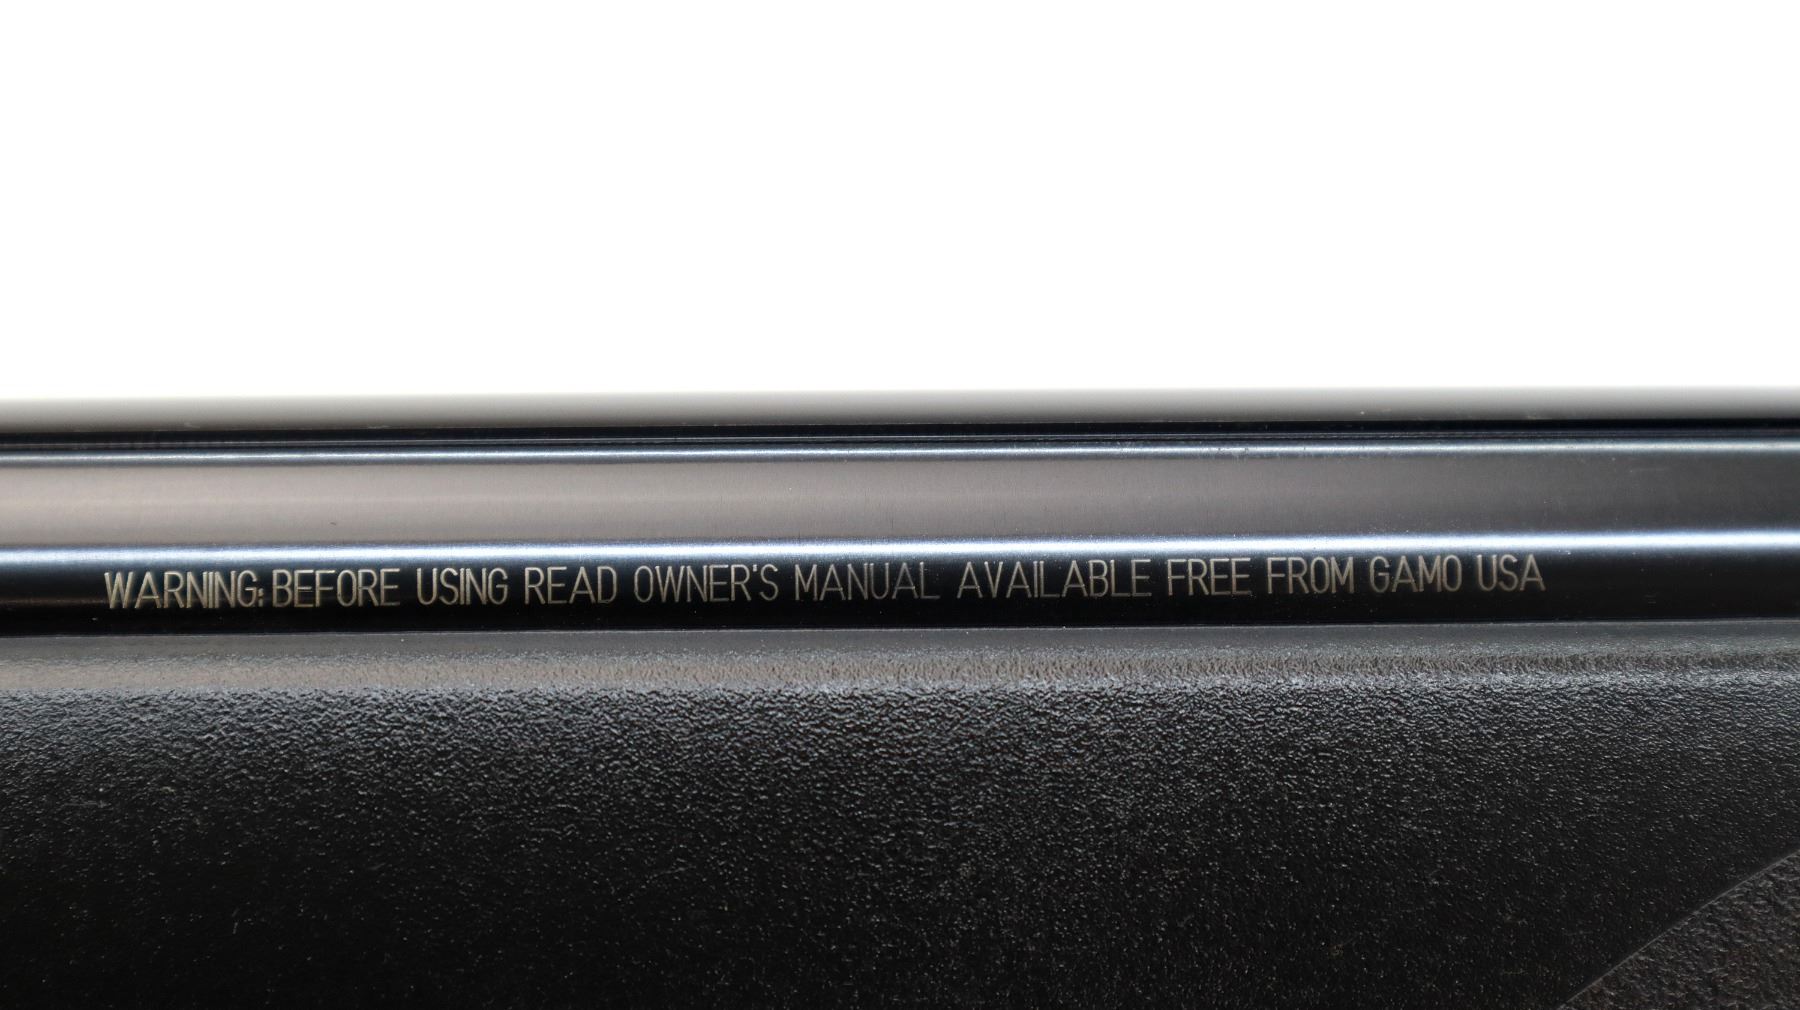 WARNING: BEFORE USING READ OWNER'S MANUAL AVAILABLE FREE FROM GAMO USA